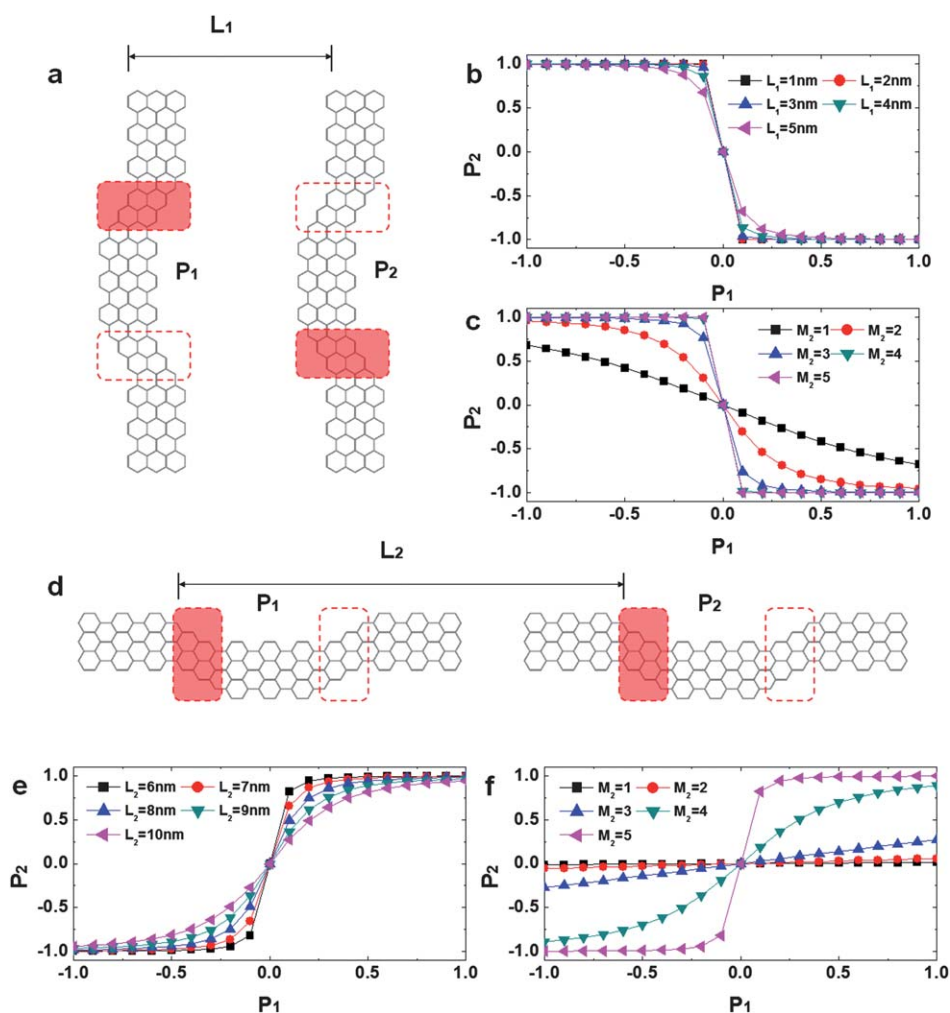 L₁
a
P₁
P₂
b
1.0
0.5
0.0
-0.5
-1.0
P₂
L₁=1nm
L₁=2nm
L₁=3nm
L₁=4nm
L₁=5nm
-1.0 -0.5 0.0 0.5 1.0
P₁
c
1.0
0.5
0.0
-0.5
-1.0
P₂
M₂=1
M₂=2
M₂=3
M₂=4
M₂=5
-1.0 -0.5 0.0 0.5 1.0
P₁
d
L₂
P₁
P₂
e
1.0
0.5
0.0
-0.5
-1.0
P₂
L₂=6nm
L₂=7nm
L₂=8nm
L₂=9nm
L₂=10nm
-1.0 -0.5 0.0 0.5 1.0
P₁
f
1.0
0.5
0.0
-0.5
-1.0
P₂
M₂=1
M₂=2
M₂=3
M₂=4
M₂=5
-1.0 -0.5 0.0 0.5 1.0
P₁